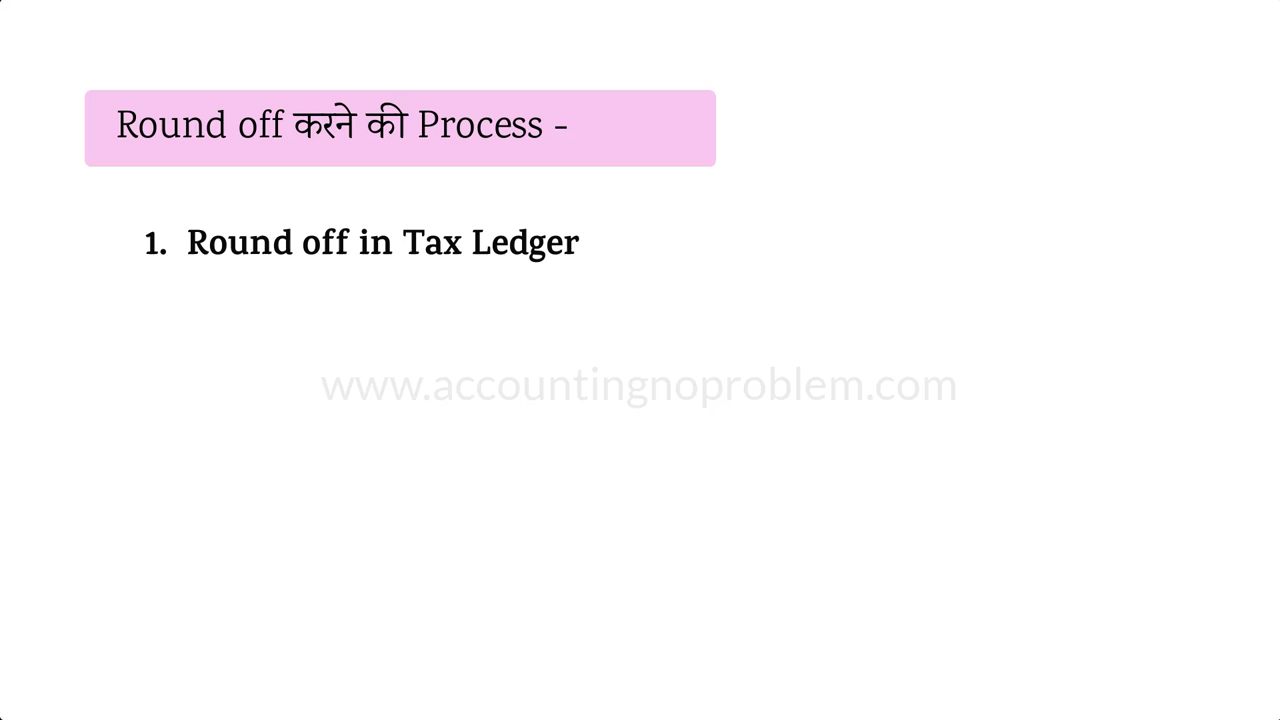 Round off करने की Process -
1. Round off in Tax Ledger
www.accountingnoproblem.com